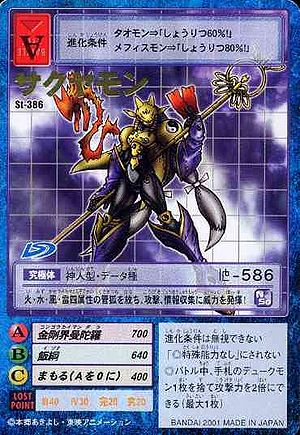 A
進化条件
タオモン⇒「しょうりつ60%!」
メフィスモン⇒「しょうりつ80%!」
サクヤモン
St-386
究極体
神人型・データ種
-586
火・水・風・雷四属性の管狐を統ち、攻撃、情報収集に威力を発揮!
A 金剛界曼荼羅 700
B 飯綱 640
C まもる(Aを0に) 400
LOST POINT
進化条件は無視できない
「◎特殊能力なし」にされない
◎バトル中、手札のデュークモン1枚を捨て攻撃力を2倍にできる(最大1枚)
©本郷あきよし・東映アニメーション
BANDAI 2001 MADE IN JAPAN